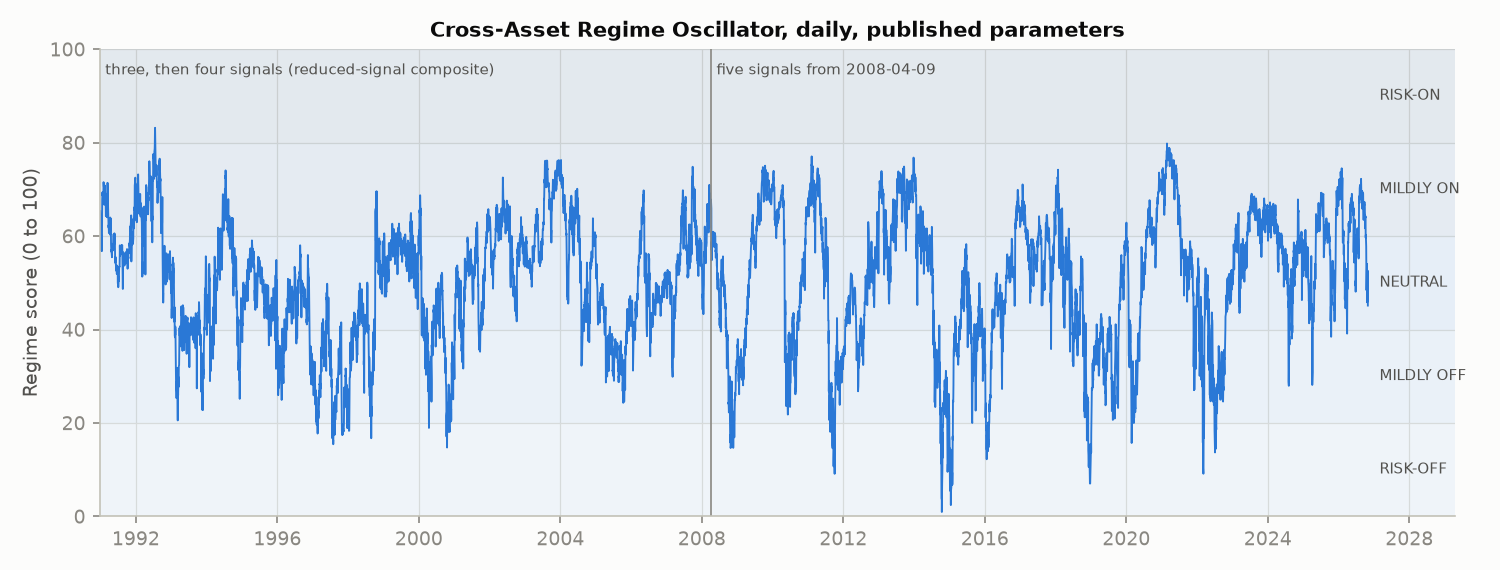 Cross-Asset Regime Oscillator, daily, published parameters
100
three, then four signals (reduced-signal composite)
five signals from 2008-04-09
RISK-ON
80
MILDLY ON
60
NEUTRAL
40
MILDLY OFF
20
RISK-OFF
0
Regime score (0 to 100)
1992 1996 2000 2004 2008 2012 2016 2020 2024 2028